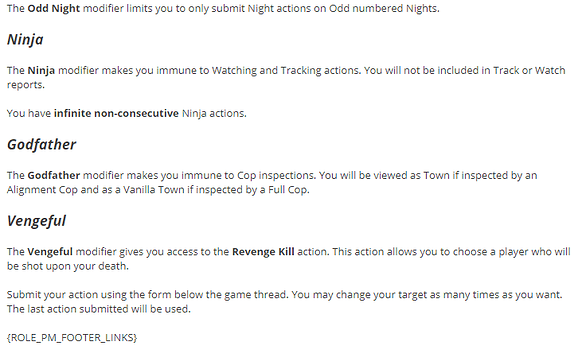 The Odd Night modifier limits you to only submit Night actions on Odd numbered Nights.
Ninja
The Ninja modifier makes you immune to Watching and Tracking actions. You will not be included in Track or Watch
reports.
You have infinite non-consecutive Ninja actions.
Godfather
The Godfather modifier makes you immune to Cop inspections. You will be viewed as Town if inspected by an
Alignment Cop and as a Vanilla Town if inspected by a Full Cop.
Vengeful
The Vengeful modifier gives you access to the Revenge Kill action. This action allows you to choose a player who will
be shot upon your death.
Submit your action using the form below the game thread. You may change your target as many times as you want.
The last action submitted will be used.
{ROLE_PM_FOOTER_LINKS}